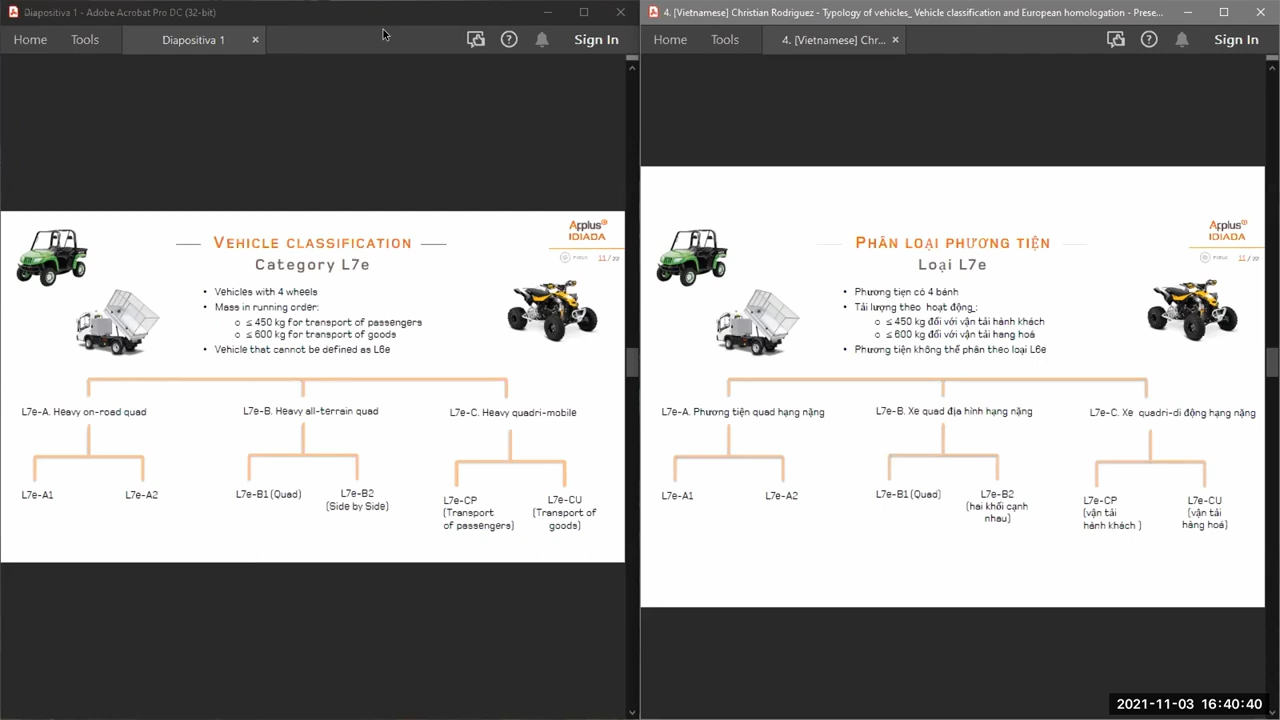 Diapositiva 1 - Adobe Acrobat Pro DC (32-bit)
Home Tools Diapositiva 1 × Sign In
VEHICLE CLASSIFICATION
Category L7e
Applus
IDIADA
11/22
• Vehicles with 4 wheels
• Mass in running order:
o ≤ 450 kg for transport of passengers
o ≤ 600 kg for transport of goods
• Vehicle that cannot be defined as L6e
L7e-A. Heavy on-road quad
L7e-B. Heavy all-terrain quad
L7e-C. Heavy quadri-mobile
L7e-A1
L7e-A2
L7e-B1 (Quad)
L7e-B2
(Side by Side)
L7e-CP
(Transport
of passengers)
L7e-CU
(Transport of
goods)
4. [Vietnamese] Christian Rodriguez - Typology of vehicles_ Vehicle classification and European homologation - Prese...
Home Tools 4. [Vietnamese] Chr... × Sign In
PHÂN LOẠI PHƯƠNG TIỆN
Loại L7e
Applus
IDIADA
11/22
• Phương tiện có 4 bánh
• Tải lượng theo hoạt động :
o ≤ 450 kg đối với vận tải hành khách
o ≤ 600 kg đối với vận tải hang hoá
• Phương tiện không thể phân theo loại L6e
L7e-A. Phương tiện quad hạng nặng
L7e-B. Xe quad địa hình hạng nặng
L7e-C. Xe quadri-di động hạng nặng
L7e-A1
L7e-A2
L7e-B1 (Quad)
L7e-B2
(hai khối cạnh
nhau)
L7e-CP
(vận tải
hành khách )
L7e-CU
(vận tải
hàng hoá)
2021-11-03 16:40:40